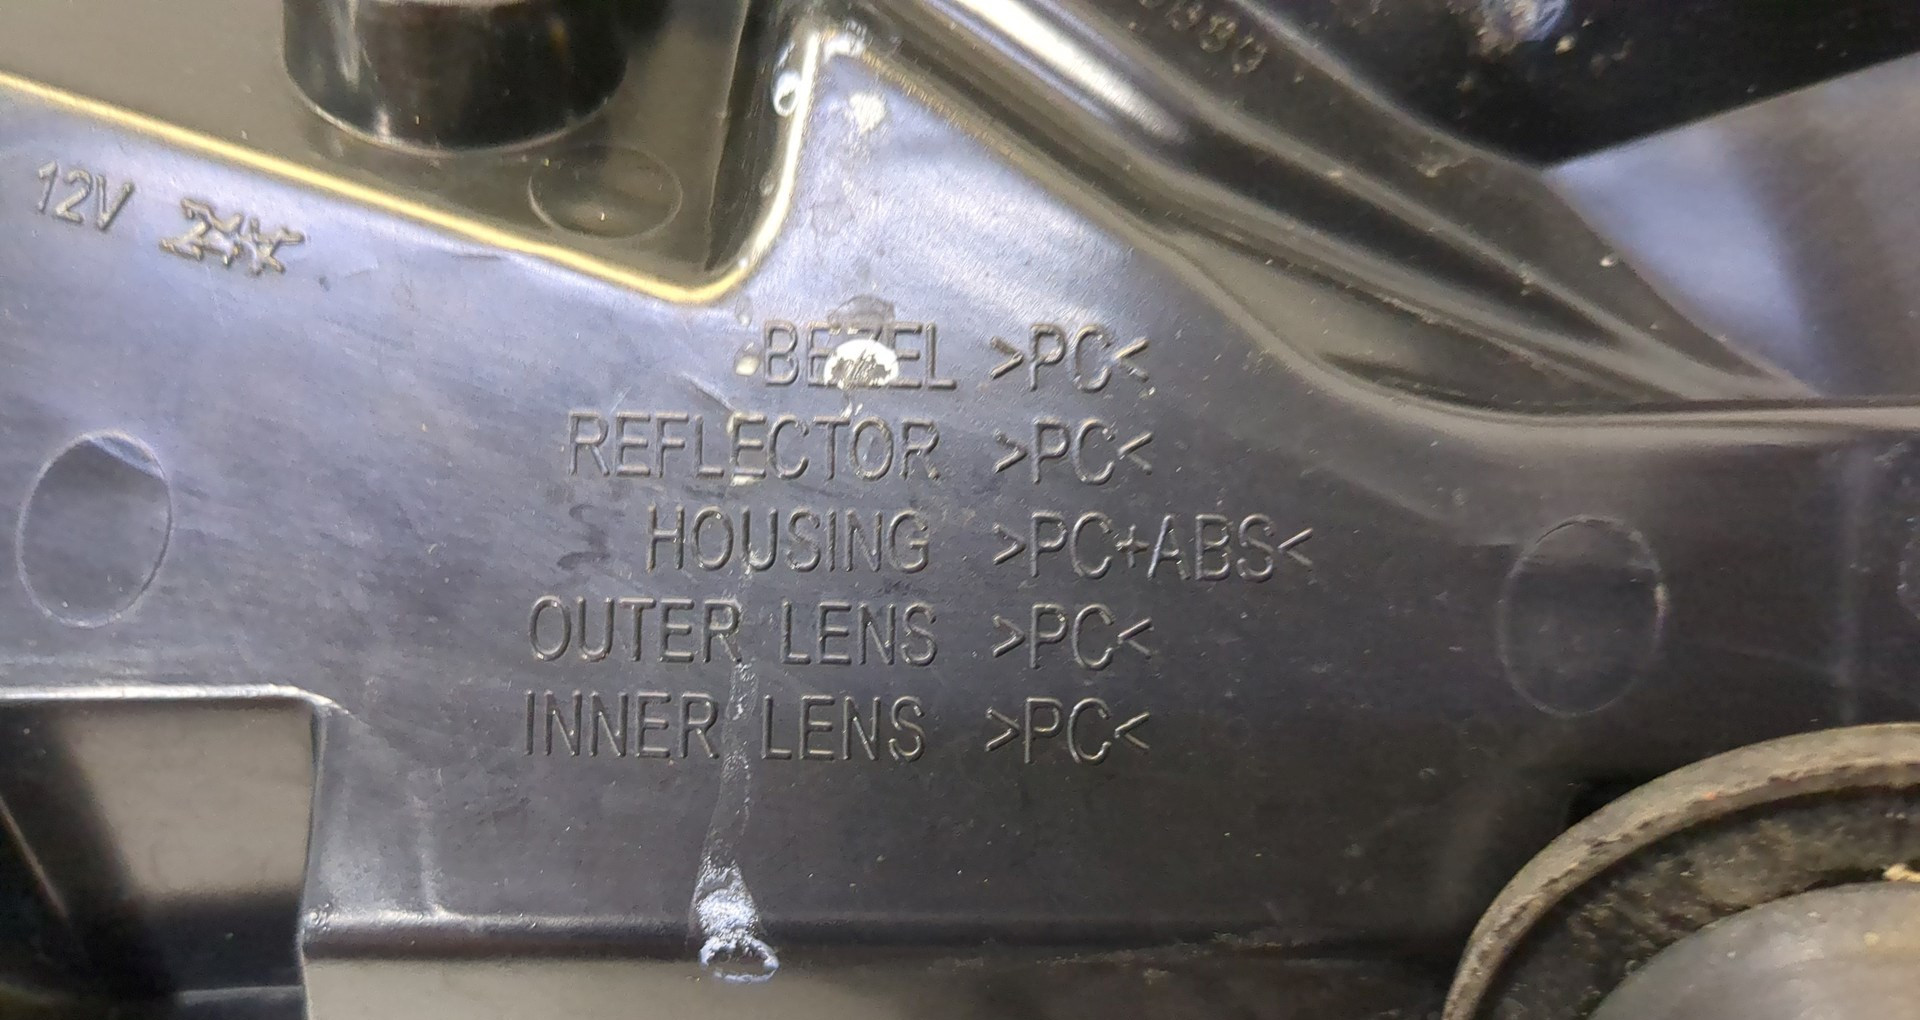 12V
BEZEL >PC<
REFLECTOR >PC<
HOUSING >PC+ABS<
OUTER LENS >PC<
INNER LENS >PC<